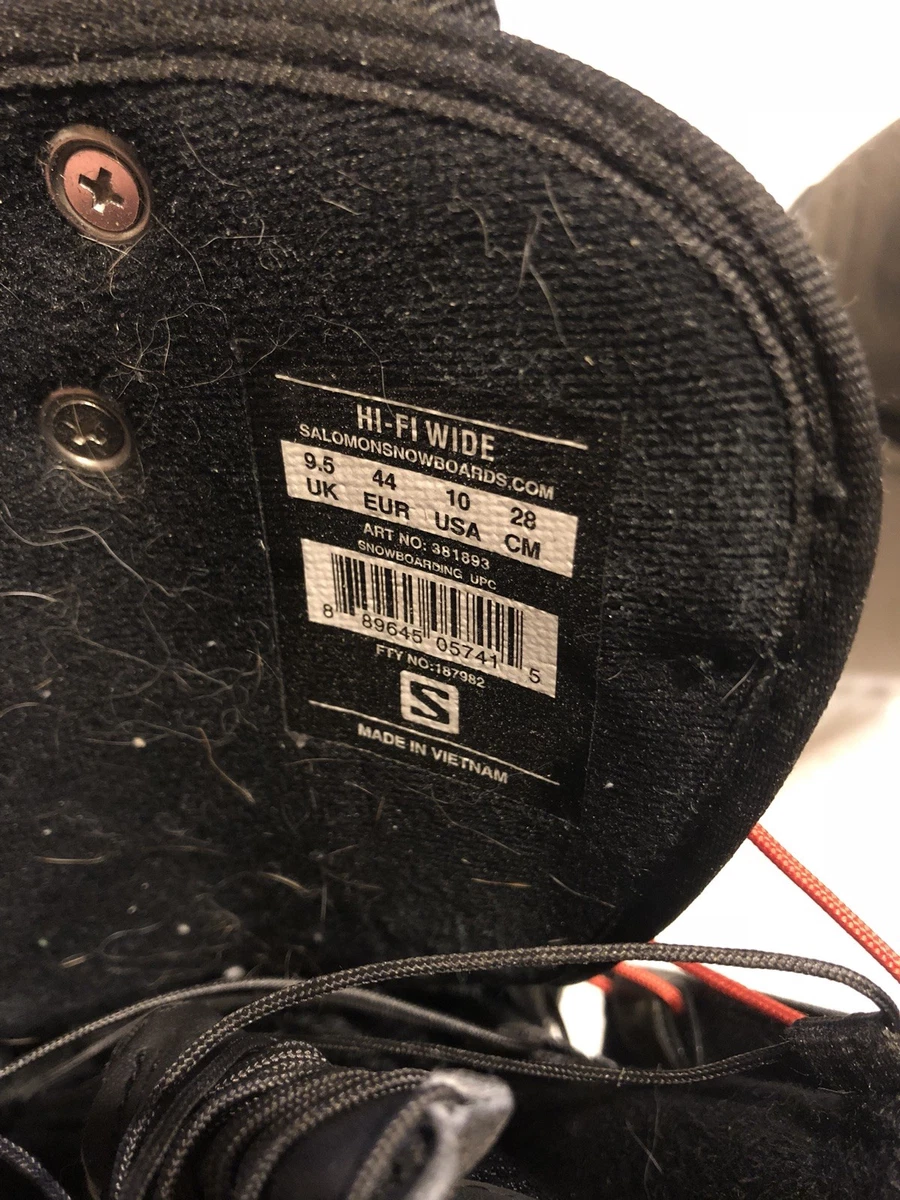 HI-FI WIDE
SALOMONSNOWBOARDS.COM
9.5 44 10 28
UK EUR USA CM
ART NO: 381893
SNOWBOARDING UPC
8 89645 05741 5
FTY NO:187982
S
MADE IN VIETNAM